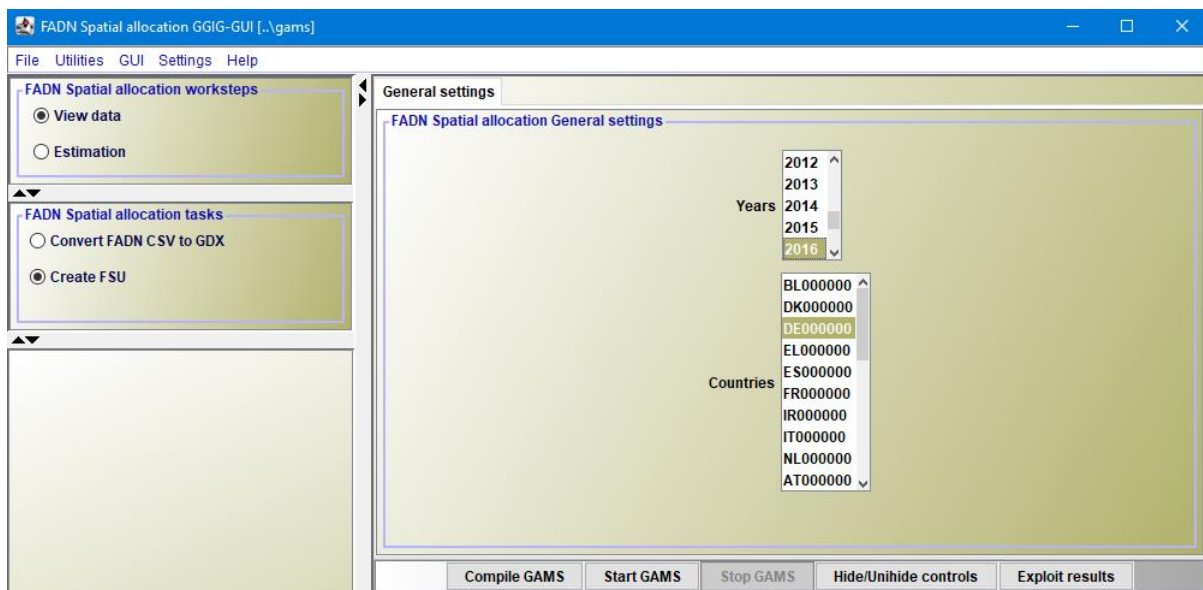 FADN Spatial allocation GGIG-GUI [..\gams]
File Utilities GUI Settings Help
FADN Spatial allocation worksteps
View data
Estimation
FADN Spatial allocation tasks
Convert FADN CSV to GDX
Create FSU
General settings
FADN Spatial allocation General settings
Years
2012
2013
2014
2015
2016
Countries
BL000000
DK000000
DE000000
EL000000
ES000000
FR000000
IR000000
IT000000
NL000000
AT000000
Compile GAMS Start GAMS Stop GAMS Hide/Unihide controls Exploit results